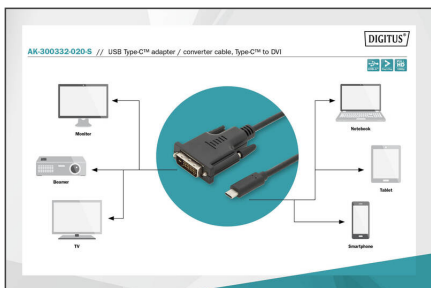 DIGITUS®
AK-300332-020-S // USB Type-C™ adapter / converter cable, Type-C™ to DVI
Monitor
Notebook
Beamer
Tablet
TV
Smartphone